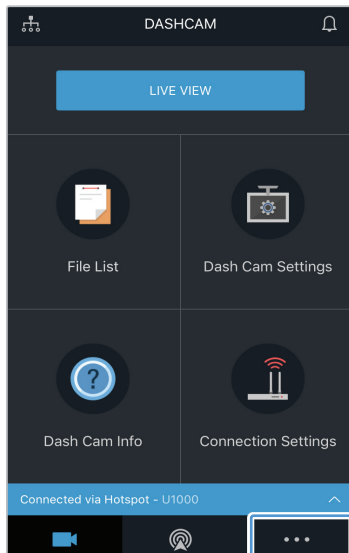 DASHCAM
LIVE VIEW
File List
Dash Cam Settings
Dash Cam Info
Connection Settings
Connected via Hotspot - U1000